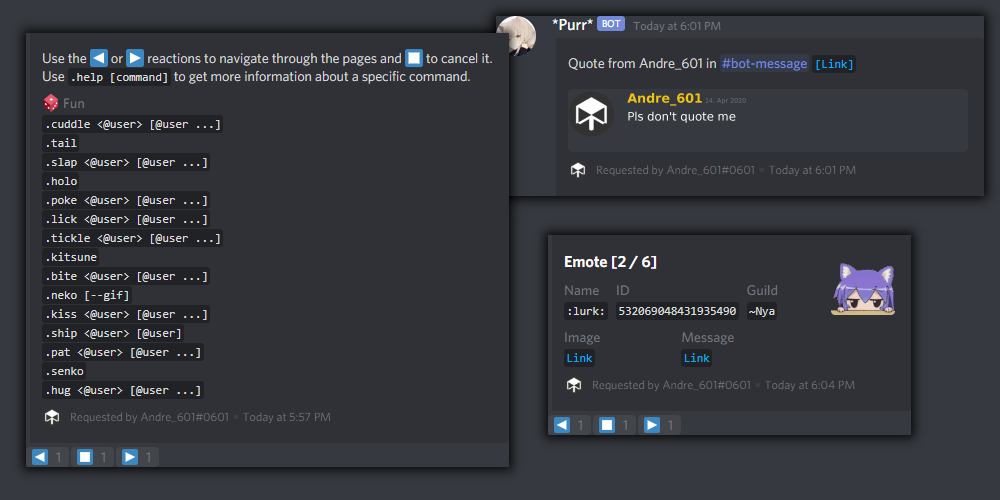 Use the ◀ or ▶ reactions to navigate through the pages and ⏹ to cancel it.
Use .help [command] to get more information about a specific command.
Fun
.cuddle <@user> [@user ...]
.tail
.slap <@user> [@user ...]
.holo
.poke <@user> [@user ...]
.lick <@user> [@user ...]
.tickle <@user> [@user ...]
.kitsune
.bite <@user> [@user ...]
.neko [--gif]
.kiss <@user> [@user ...]
.ship <@user> [@user]
.pat <@user> [@user ...]
.senko
.hug <@user> [@user ...]
Requested by Andre_601#0601 • Today at 5:57 PM
◀ 1 ⏹ 1 ▶ 1
*Purr* BOT Today at 6:01 PM
Quote from Andre_601 in #bot-message [Link]
Andre_601 14. Apr 2020
Pls don't quote me
Requested by Andre_601#0601 • Today at 6:01 PM
Emote [2 / 6]
Name ID Guild
:lurk: 532069048431935490 ~Nya
Image Message
Link Link
Requested by Andre_601#0601 • Today at 6:04 PM
◀ 1 ⏹ 1 ▶ 1